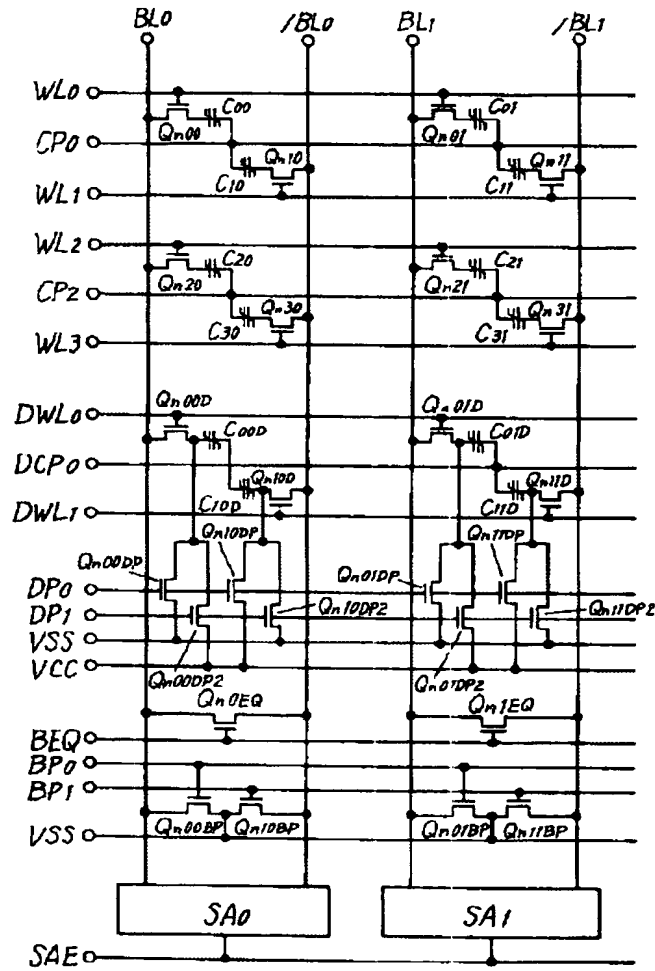 BL0 /BL0 BL1 /BL1
WL0 C00 C01
Qn00 Qn01
CP0 Qn10 Qn11
C10 C11
WL1
WL2 C20 C21
Qn20 Qn21
CP2 Qn30 Qn31
C30 C31
WL3
Qn00D Qn01D
DWL0 C00D C01D
DCP0 Qn10D Qn11D
C10D C11D
DWL1
Qn10DP Qn11DP
Qn00DP Qn01DP
DP0
DP1 Qn10DP2 Qn11DP2
VSS
VCC
Qn00DP2 Qn01DP2
Qn0EQ Qn1EQ
BEQ
BP0
BP1
Qn00BP Qn10BP Qn01BP Qn11BP
VSS
SA0 SA1
SAE